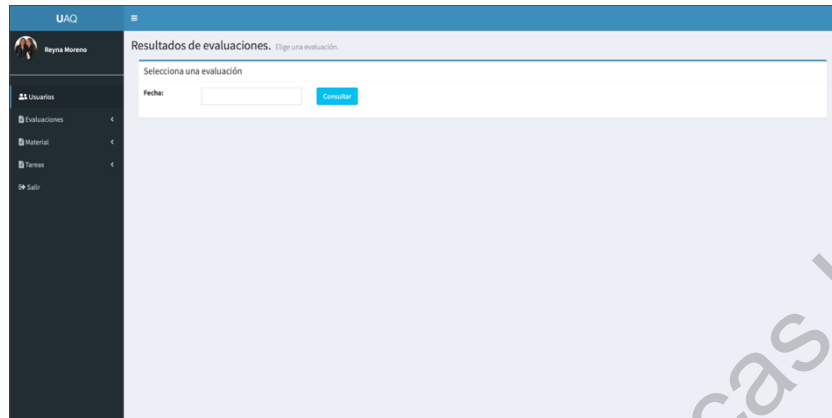 UAQ
Reyna Moreno
Usuarios
Evaluaciones
Material
Tareas
Salir
Resultados de evaluaciones. Elige una evaluación.
Selecciona una evaluación
Fecha:
Consultar
cas